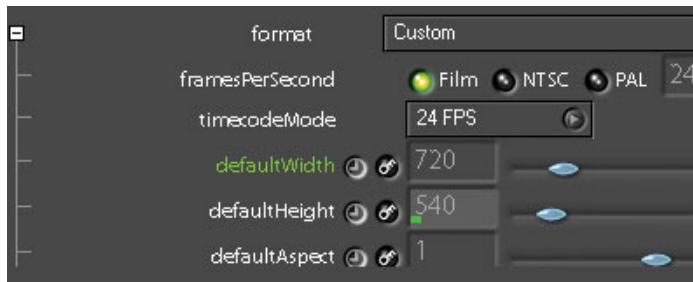 format Custom
framesPerSecond Film NTSC PAL 24
timecodeMode 24 FPS
defaultWidth 720
defaultHeight 540
defaultAspect 1